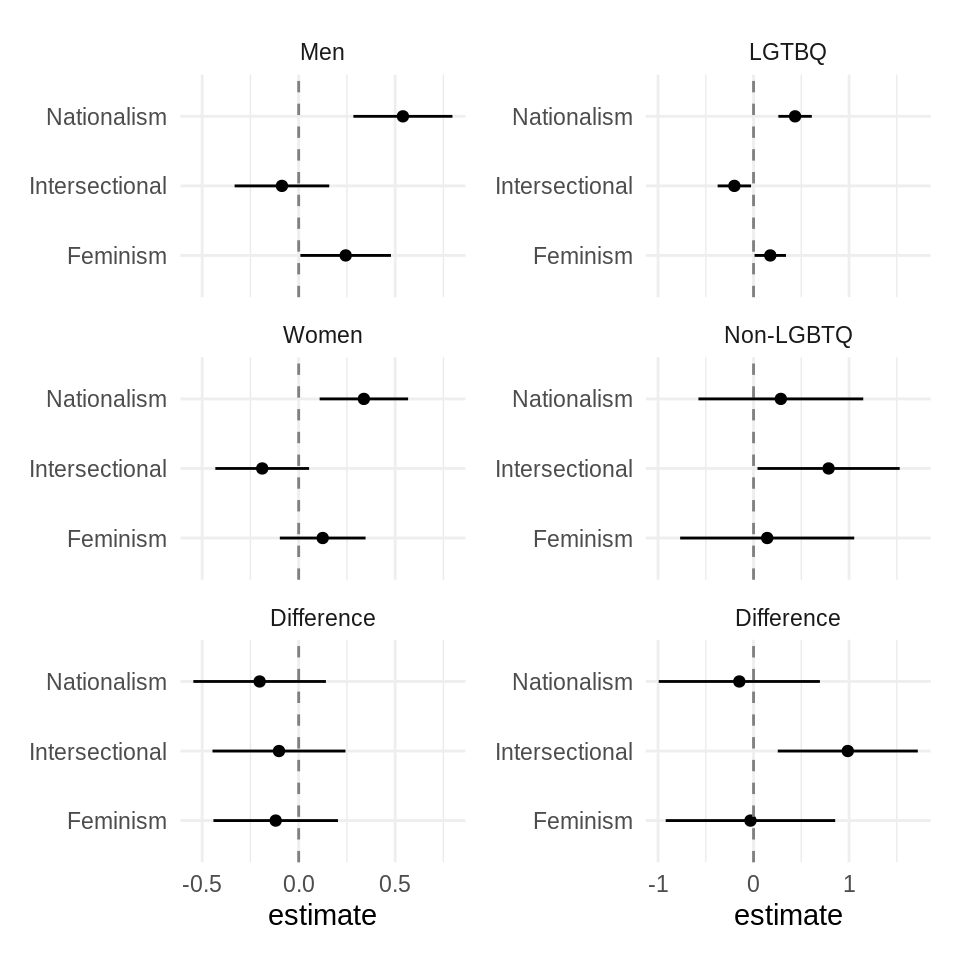 Men
Nationalism
Intersectional
Feminism
Women
Nationalism
Intersectional
Feminism
Difference
Nationalism
Intersectional
Feminism
-0.5 0.0 0.5
estimate
LGTBQ
Nationalism
Intersectional
Feminism
Non-LGBTQ
Nationalism
Intersectional
Feminism
Difference
Nationalism
Intersectional
Feminism
-1 0 1
estimate